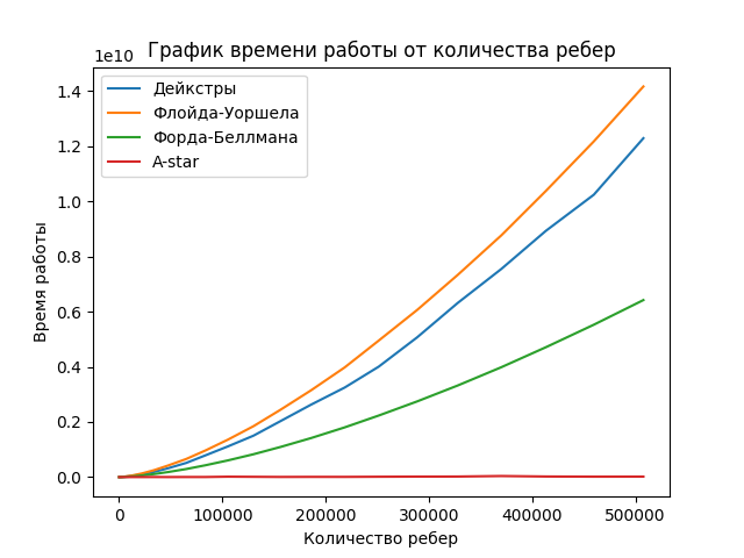 График времени работы от количества ребер
1e10
Дейкстры
Флойда-Уоршела
Форда-Беллмана
A-star
1.4
1.2
1.0
0.8
0.6
0.4
0.2
0.0
Время работы
0 100000 200000 300000 400000 500000
Количество ребер